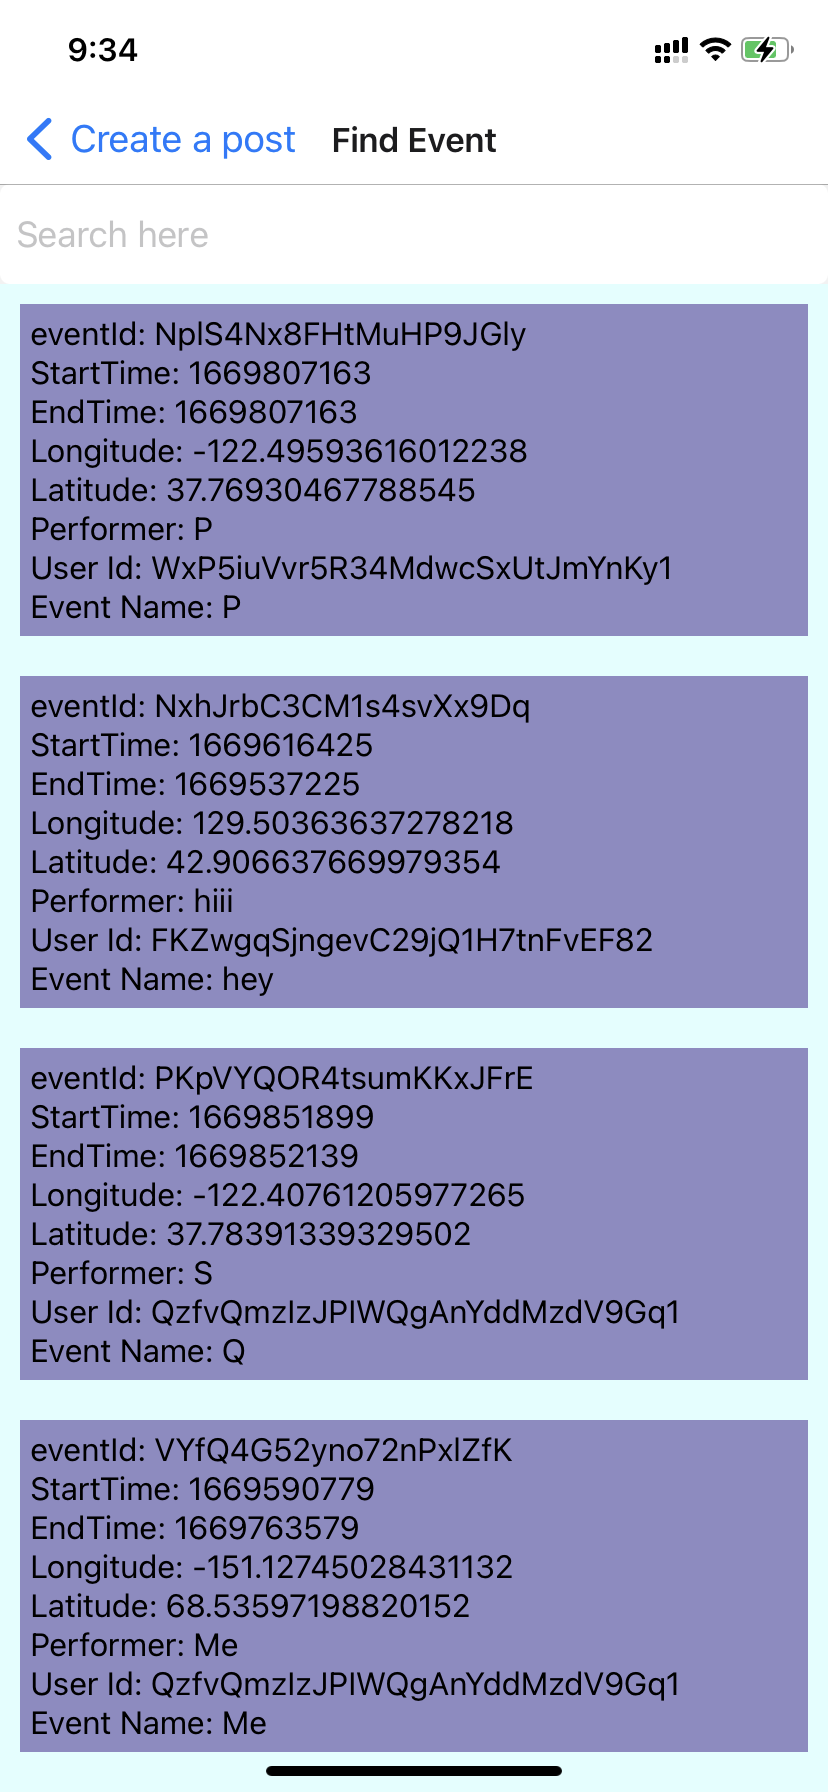 9:34
Create a post Find Event
Search here
eventId: NplS4Nx8FHtMuHP9JGly
StartTime: 1669807163
EndTime: 1669807163
Longitude: -122.49593616012238
Latitude: 37.76930467788545
Performer: P
User Id: WxP5iuVvr5R34MdwcSxUtJmYnKy1
Event Name: P
eventId: NxhJrbC3CM1s4svXx9Dq
StartTime: 1669616425
EndTime: 1669537225
Longitude: 129.50363637278218
Latitude: 42.906637669979354
Performer: hiii
User Id: FKZwgqSjngevC29jQ1H7tnFvEF82
Event Name: hey
eventId: PKpVYQOR4tsumKKxJFrE
StartTime: 1669851899
EndTime: 1669852139
Longitude: -122.40761205977265
Latitude: 37.78391339329502
Performer: S
User Id: QzfvQmzIzJPIWQgAnYddMzdV9Gq1
Event Name: Q
eventId: VYfQ4G52yno72nPxlZfK
StartTime: 1669590779
EndTime: 1669763579
Longitude: -151.12745028431132
Latitude: 68.53597198820152
Performer: Me
User Id: QzfvQmzIzJPIWQgAnYddMzdV9Gq1
Event Name: Me